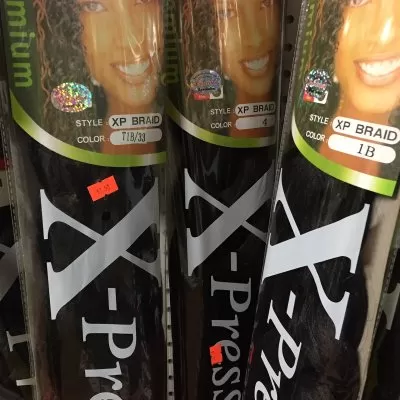 mium
STYLE : XP BRAID
COLOR : T1B/33
X-Pre
mium
STYLE : XP BRAID
COLOR : 4
X-Press
STYLE : XP BRAID
COLOR : 1B
X-Pre